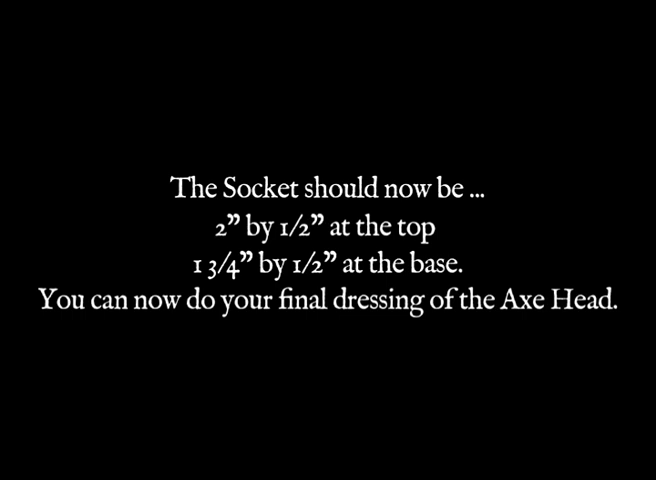 The Socket should now be ...
2” by 1/2” at the top
1 3/4” by 1/2” at the base.
You can now do your final dressing of the Axe Head.